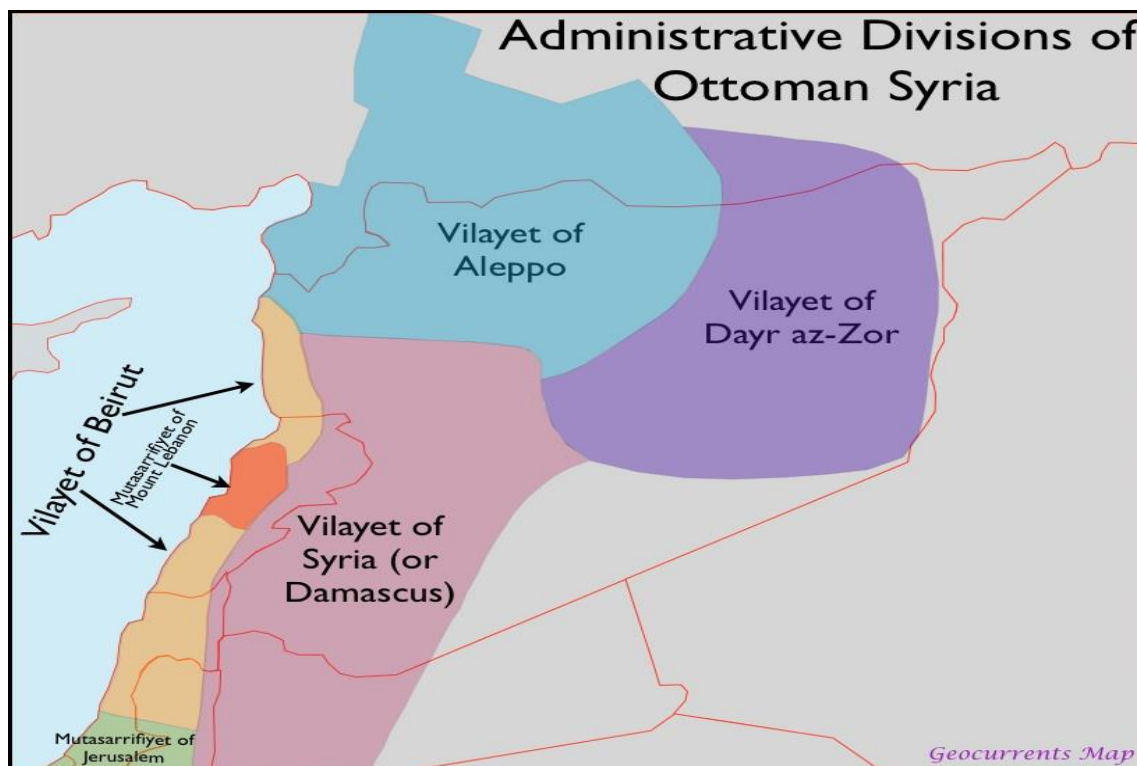 Administrative Divisions of
Ottoman Syria
Vilayet of
Aleppo
Vilayet of
Dayr az-Zor
Vilayet of Beirut
Mutasarrifiyet of
Mount Lebanon
Vilayet of
Syria (or
Damascus)
Mutasarrifiyet of
Jerusalem
Geocurrents Map